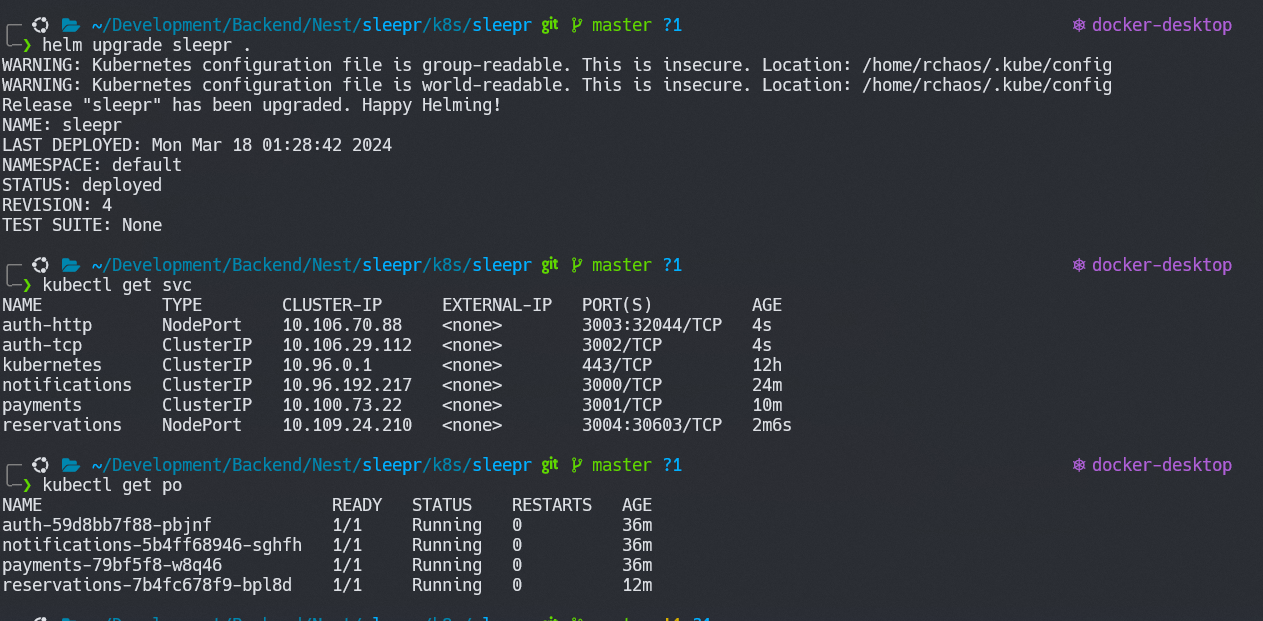 ~/Development/Backend/Nest/sleepr/k8s/sleepr git master ?1 docker-desktop
❯ helm upgrade sleepr .
WARNING: Kubernetes configuration file is group-readable. This is insecure. Location: /home/rchaos/.kube/config
WARNING: Kubernetes configuration file is world-readable. This is insecure. Location: /home/rchaos/.kube/config
Release "sleepr" has been upgraded. Happy Helming!
NAME: sleepr
LAST DEPLOYED: Mon Mar 18 01:28:42 2024
NAMESPACE: default
STATUS: deployed
REVISION: 4
TEST SUITE: None
~/Development/Backend/Nest/sleepr/k8s/sleepr git master ?1 docker-desktop
❯ kubectl get svc
NAME TYPE CLUSTER-IP EXTERNAL-IP PORT(S) AGE
auth-http NodePort 10.106.70.88 <none> 3003:32044/TCP 4s
auth-tcp ClusterIP 10.106.29.112 <none> 3002/TCP 4s
kubernetes ClusterIP 10.96.0.1 <none> 443/TCP 12h
notifications ClusterIP 10.96.192.217 <none> 3000/TCP 24m
payments ClusterIP 10.100.73.22 <none> 3001/TCP 10m
reservations NodePort 10.109.24.210 <none> 3004:30603/TCP 2m6s
~/Development/Backend/Nest/sleepr/k8s/sleepr git master ?1 docker-desktop
❯ kubectl get po
NAME READY STATUS RESTARTS AGE
auth-59d8bb7f88-pbjnf 1/1 Running 0 36m
notifications-5b4ff68946-sghfh 1/1 Running 0 36m
payments-79bf5f8-w8q46 1/1 Running 0 36m
reservations-7b4fc678f9-bpl8d 1/1 Running 0 12m